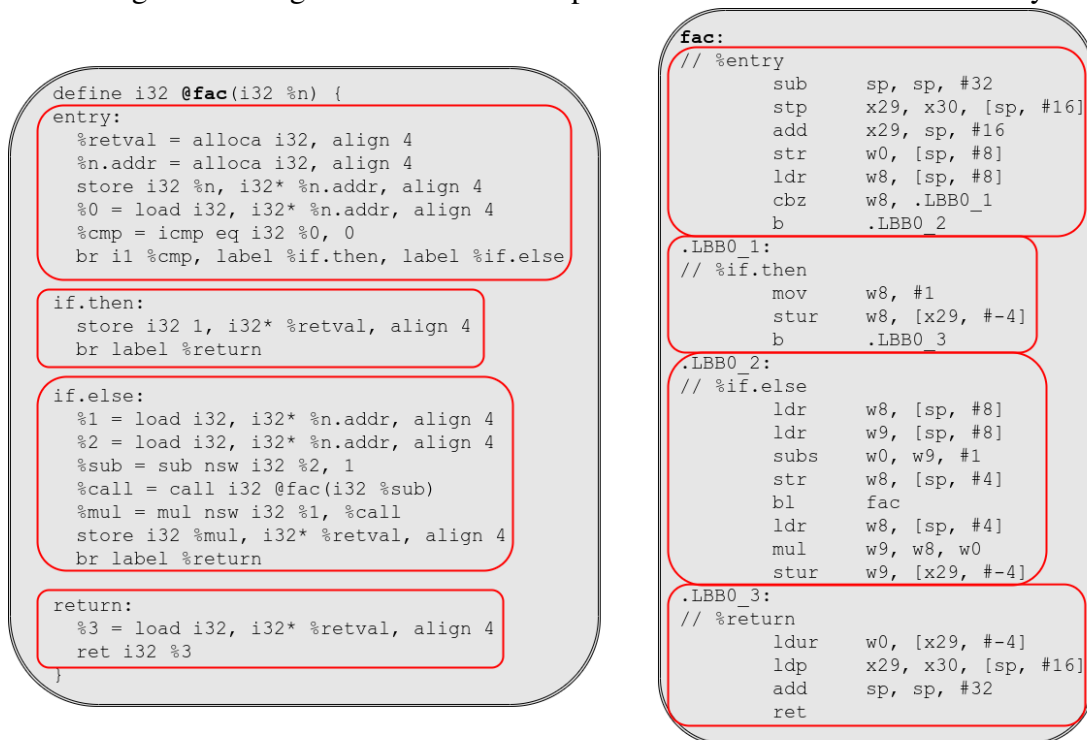 define i32 @fac(i32 %n) {
entry:
%retval = alloca i32, align 4
%n.addr = alloca i32, align 4
store i32 %n, i32* %n.addr, align 4
%0 = load i32, i32* %n.addr, align 4
%cmp = icmp eq i32 %0, 0
br i1 %cmp, label %if.then, label %if.else
if.then:
store i32 1, i32* %retval, align 4
br label %return
if.else:
%1 = load i32, i32* %n.addr, align 4
%2 = load i32, i32* %n.addr, align 4
%sub = sub nsw i32 %2, 1
%call = call i32 @fac(i32 %sub)
%mul = mul nsw i32 %1, %call
store i32 %mul, i32* %retval, align 4
br label %return
return:
%3 = load i32, i32* %retval, align 4
ret i32 %3
}
fac:
// %entry
sub sp, sp, #32
stp x29, x30, [sp, #16]
add x29, sp, #16
str w0, [sp, #8]
ldr w8, [sp, #8]
cbz w8, .LBB0_1
b .LBB0_2
.LBB0_1:
// %if.then
mov w8, #1
stur w8, [x29, #-4]
b .LBB0_3
.LBB0_2:
// %if.else
ldr w8, [sp, #8]
ldr w9, [sp, #8]
subs w0, w9, #1
str w8, [sp, #4]
bl fac
ldr w8, [sp, #4]
mul w9, w8, w0
stur w9, [x29, #-4]
.LBB0_3:
// %return
ldur w0, [x29, #-4]
ldp x29, x30, [sp, #16]
add sp, sp, #32
ret